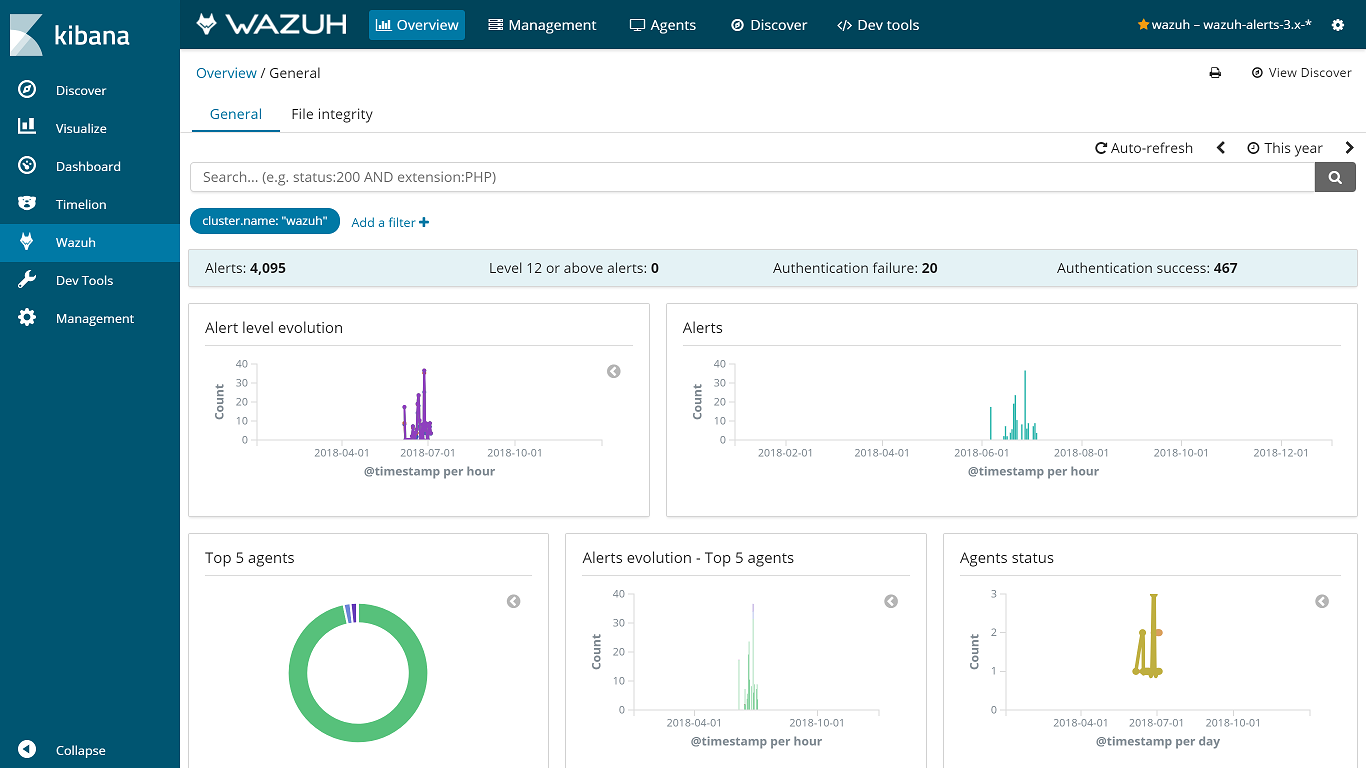 kibana
Discover
Visualize
Dashboard
Timelion
Wazuh
Dev Tools
Management
Collapse
WAZUH Overview Management Agents Discover </> Dev tools wazuh – wazuh-alerts-3.x-*
Overview / General View Discover
General File integrity
Auto-refresh This year
Search... (e.g. status:200 AND extension:PHP)
cluster.name: "wazuh" Add a filter +
Alerts: 4,095 Level 12 or above alerts: 0 Authentication failure: 20 Authentication success: 467
Alert level evolution
40
30
20
10
0
Count
2018-04-01 2018-07-01 2018-10-01
@timestamp per hour
Alerts
40
30
20
10
0
Count
2018-02-01 2018-04-01 2018-06-01 2018-08-01 2018-10-01 2018-12-01
@timestamp per hour
Top 5 agents
Alerts evolution - Top 5 agents
40
30
20
10
0
Count
2018-04-01 2018-10-01
@timestamp per hour
Agents status
3
2
1
0
Count
2018-04-01 2018-07-01 2018-10-01
@timestamp per day